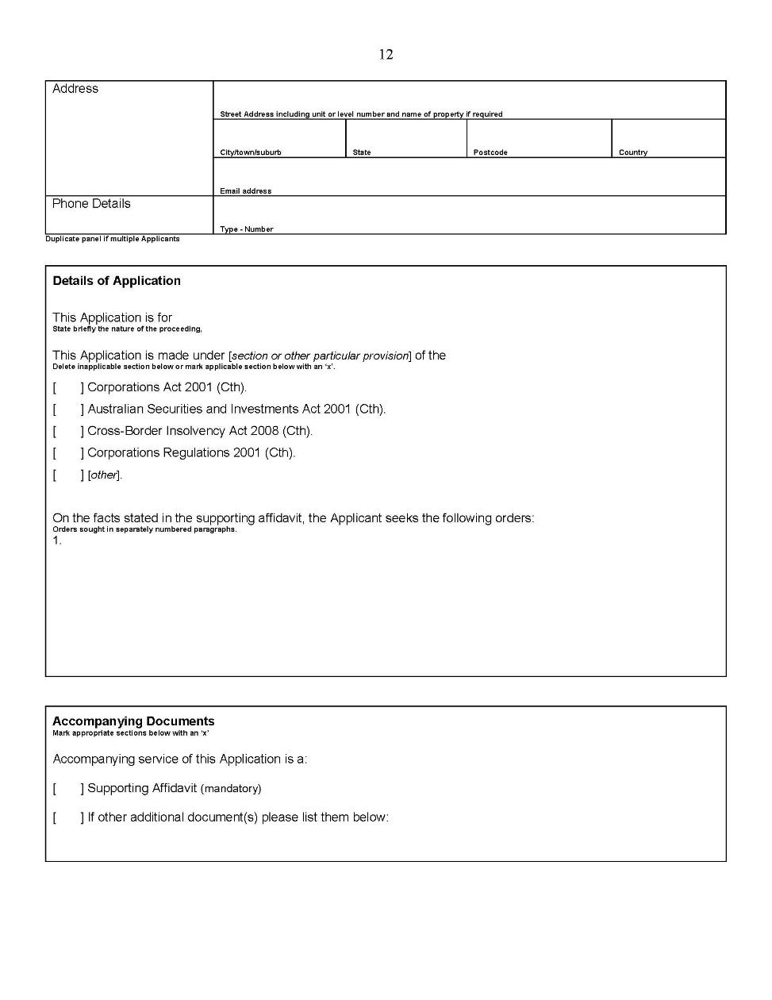 12
Address
Street Address including unit or level number and name of property if required
City/town/suburb State Postcode Country
Email address
Phone Details
Type - Number
Duplicate panel if multiple Applicants
Details of Application
This Application is for
State briefly the nature of the proceeding,
This Application is made under [section or other particular provision] of the
Delete inapplicable section below or mark applicable section below with an ‘x’.
[ ] Corporations Act 2001 (Cth).
[ ] Australian Securities and Investments Act 2001 (Cth).
[ ] Cross-Border Insolvency Act 2008 (Cth).
[ ] Corporations Regulations 2001 (Cth).
[ ] [other].
On the facts stated in the supporting affidavit, the Applicant seeks the following orders:
Orders sought in separately numbered paragraphs.
1.
Accompanying Documents
Mark appropriate sections below with an ‘x’
Accompanying service of this Application is a:
[ ] Supporting Affidavit (mandatory)
[ ] If other additional document(s) please list them below: